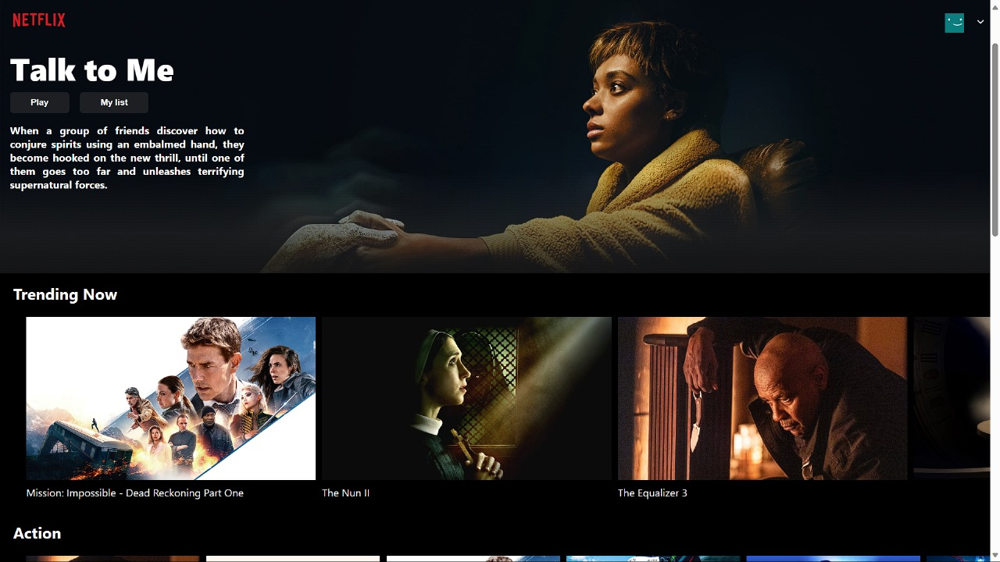 NETFLIX
Talk to Me
Play
My list
When a group of friends discover how to
conjure spirits using an embalmed hand, they
become hooked on the new thrill, until one of
them goes too far and unleashes terrifying
supernatural forces.
Trending Now
Mission: Impossible - Dead Reckoning Part One
The Nun II
The Equalizer 3
Action